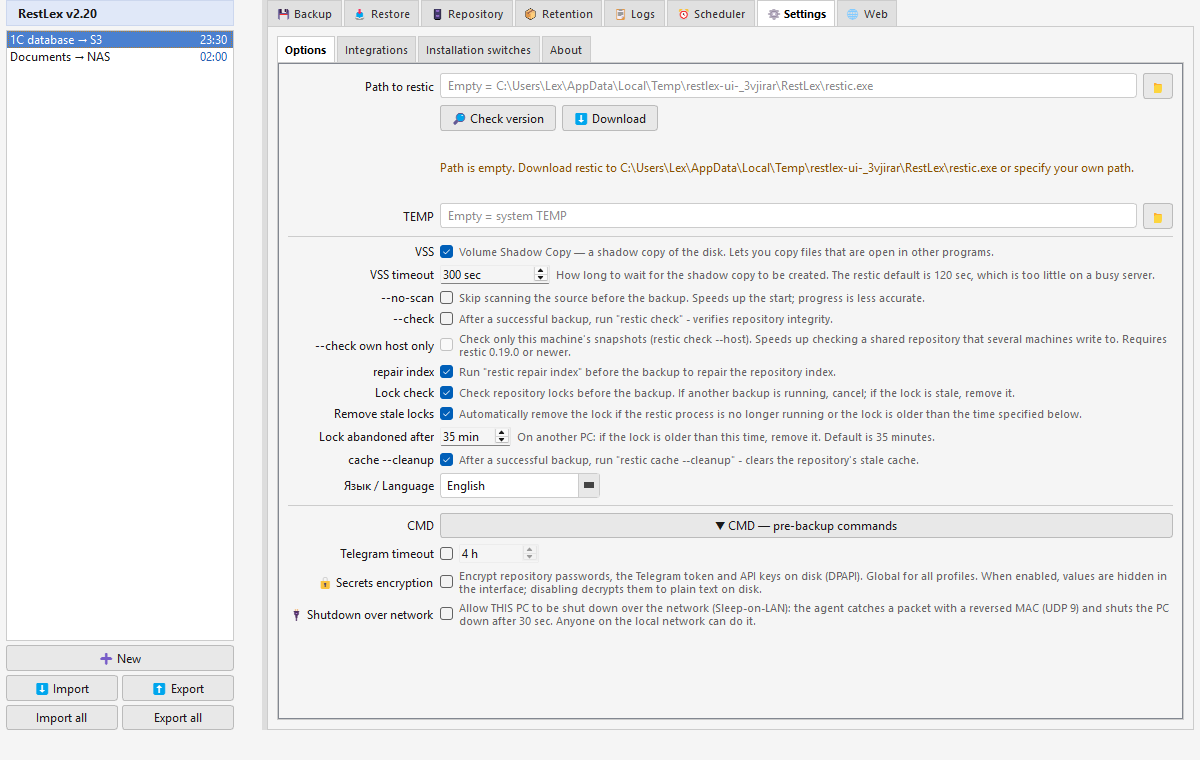 RestLex v2.20
1C database → S3 23:30
Documents → NAS 02:00
New
Import Export
Import all Export all
Backup Restore Repository Retention Logs Scheduler Settings Web
Options Integrations Installation switches About
Path to restic Empty = C:\Users\Lex\AppData\Local\Temp\restlex-ui-_3vjirar\RestLex\restic.exe
Check version Download
Path is empty. Download restic to C:\Users\Lex\AppData\Local\Temp\restlex-ui-_3vjirar\RestLex\restic.exe or specify your own path.
TEMP Empty = system TEMP
VSS Volume Shadow Copy — a shadow copy of the disk. Lets you copy files that are open in other programs.
VSS timeout 300 sec How long to wait for the shadow copy to be created. The restic default is 120 sec, which is too little on a busy server.
--no-scan Skip scanning the source before the backup. Speeds up the start; progress is less accurate.
--check After a successful backup, run "restic check" - verifies repository integrity.
--check own host only Check only this machine's snapshots (restic check --host). Speeds up checking a shared repository that several machines write to. Requires
restic 0.19.0 or newer.
repair index Run "restic repair index" before the backup to repair the repository index.
Lock check Check repository locks before the backup. If another backup is running, cancel; if the lock is stale, remove it.
Remove stale locks Automatically remove the lock if the restic process is no longer running or the lock is older than the time specified below.
Lock abandoned after 35 min On another PC: if the lock is older than this time, remove it. Default is 35 minutes.
cache --cleanup After a successful backup, run "restic cache --cleanup" - clears the repository's stale cache.
Язык / Language English
CMD ▼ CMD — pre-backup commands
Telegram timeout 4 h
Secrets encryption Encrypt repository passwords, the Telegram token and API keys on disk (DPAPI). Global for all profiles. When enabled, values are hidden in
the interface; disabling decrypts them to plain text on disk.
Shutdown over network Allow THIS PC to be shut down over the network (Sleep-on-LAN): the agent catches a packet with a reversed MAC (UDP 9) and shuts the PC
down after 30 sec. Anyone on the local network can do it.